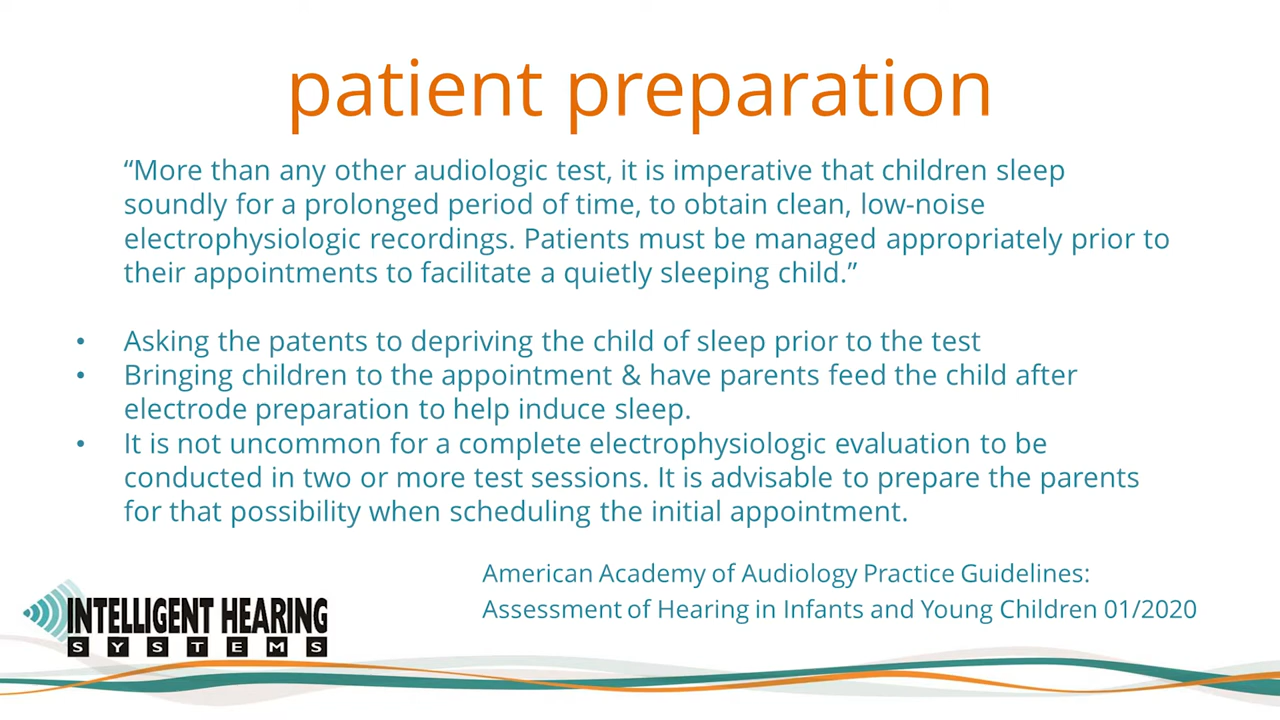 patient preparation
“More than any other audiologic test, it is imperative that children sleep
soundly for a prolonged period of time, to obtain clean, low-noise
electrophysiologic recordings. Patients must be managed appropriately prior to
their appointments to facilitate a quietly sleeping child.”
• Asking the patents to depriving the child of sleep prior to the test
• Bringing children to the appointment & have parents feed the child after
electrode preparation to help induce sleep.
• It is not uncommon for a complete electrophysiologic evaluation to be
conducted in two or more test sessions. It is advisable to prepare the parents
for that possibility when scheduling the initial appointment.
American Academy of Audiology Practice Guidelines:
Assessment of Hearing in Infants and Young Children 01/2020
INTELLIGENT HEARING
SYSTEMS